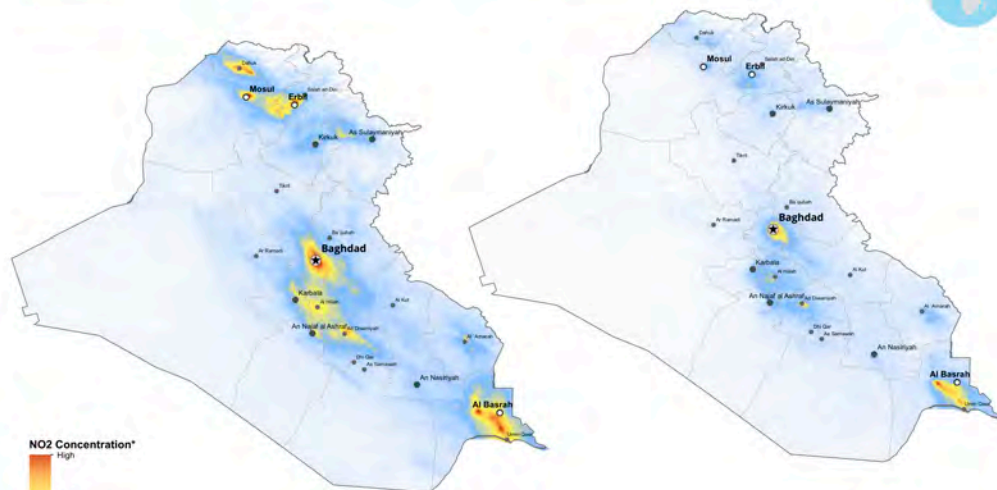 Dahuk
Mosul
Erbil
Salah ad-Din
Kirkuk
As Sulaymaniyah
Tikrit
Ba`qubah
Baghdad
Ar Ramadi
Karbala
Al Hillah
Al Kut
An Najaf al Ashraf
Ad Diwaniyah
Al `Amarah
Dhi Qar
As Samawah
An Nasiriyah
Al Basrah
Umm Qasr
NO2 Concentration*
High
Dahuk
Mosul
Erbil
Salah ad-Din
Kirkuk
As Sulaymaniyah
Tikrit
Ba`qubah
Baghdad
Ar Ramadi
Karbala
Al Hillah
Al Kut
An Najaf al Ashraf
Ad Diwaniyah
Al `Amarah
Dhi Qar
As Samawah
An Nasiriyah
Al Basrah
Umm Qasr